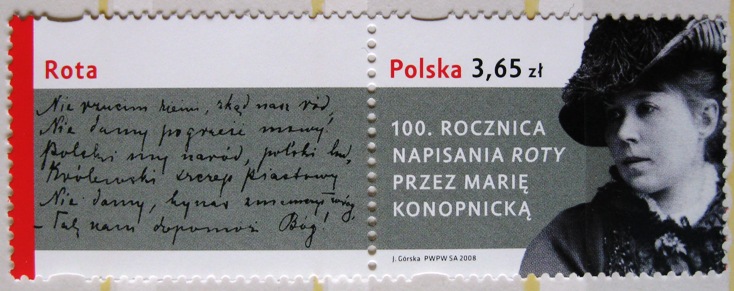 Rota
Nie rzucim ziemi, skąd nasz ród,
Nie damy pogrześć mowy!
Polski my naród, polski lud,
Królewski szczep Piastowy
Nie damy, by nas
– Tak nam dopomóż Bóg!
Polska 3,65 zł
100. ROCZNICA
NAPISANIA ROTY
PRZEZ MARIĘ
KONOPNICKĄ
J. Górska PWPW SA 2008